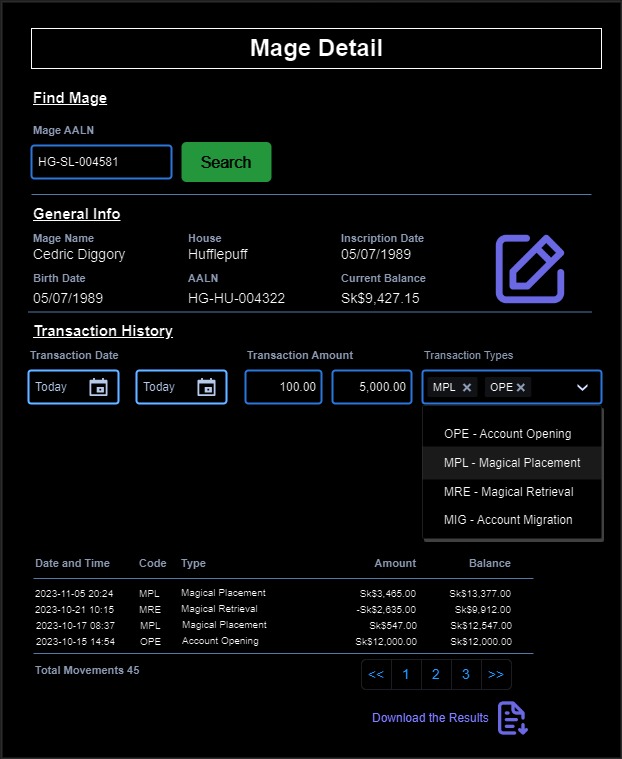 Mage Detail
Find Mage
Mage AALN
HG-SL-004581 Search
General Info
Mage Name House Inscription Date
Cedric Diggory Hufflepuff 05/07/1989
Birth Date AALN Current Balance
05/07/1989 HG-HU-004322 Sk$9,427.15
Transaction History
Transaction Date Transaction Amount Transaction Types
Today Today 100.00 5,000.00 MPL × OPE ×
OPE - Account Opening
MPL - Magical Placement
MRE - Magical Retrieval
MIG - Account Migration
Date and Time Code Type Amount Balance
2023-11-05 20:24 MPL Magical Placement Sk$3,465.00 Sk$13,377.00
2023-10-21 10:15 MRE Magical Retrieval -Sk$2,635.00 Sk$9,912.00
2023-10-17 08:37 MPL Magical Placement Sk$547.00 Sk$12,547.00
2023-10-15 14:54 OPE Account Opening Sk$12,000.00 Sk$12,000.00
Total Movements 45 << 1 2 3 >>
Download the Results